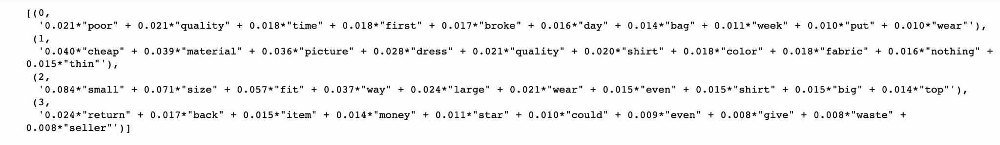 [(0,
'0.021*"poor" + 0.021*"quality" + 0.018*"time" + 0.018*"first" + 0.017*"broke" + 0.016*"day" + 0.014*"bag" + 0.011*"week" + 0.010*"put" + 0.010*"wear"'),
(1,
'0.040*"cheap" + 0.039*"material" + 0.036*"picture" + 0.028*"dress" + 0.021*"quality" + 0.020*"shirt" + 0.018*"color" + 0.018*"fabric" + 0.016*"nothing" +
0.015*"thin"'),
(2,
'0.084*"small" + 0.071*"size" + 0.057*"fit" + 0.037*"way" + 0.024*"large" + 0.021*"wear" + 0.015*"even" + 0.015*"shirt" + 0.015*"big" + 0.014*"top"'),
(3,
'0.024*"return" + 0.017*"back" + 0.015*"item" + 0.014*"money" + 0.011*"star" + 0.010*"could" + 0.009*"even" + 0.008*"give" + 0.008*"waste" +
0.008*"seller"')]